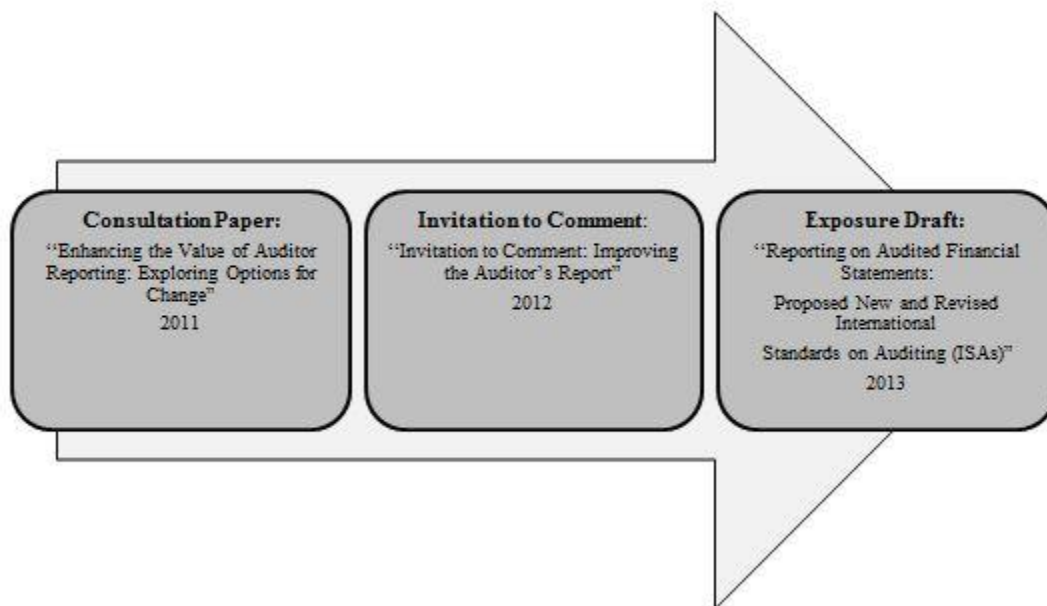 Consultation Paper:
‘‘Enhancing the Value of Auditor
Reporting: Exploring Options for
Change”
2011
Invitation to Comment:
‘‘Invitation to Comment: Improving
the Auditor’s Report”
2012
Exposure Draft:
‘‘Reporting on Audited Financial
Statements:
Proposed New and Revised
International
Standards on Auditing (ISAs)”
2013